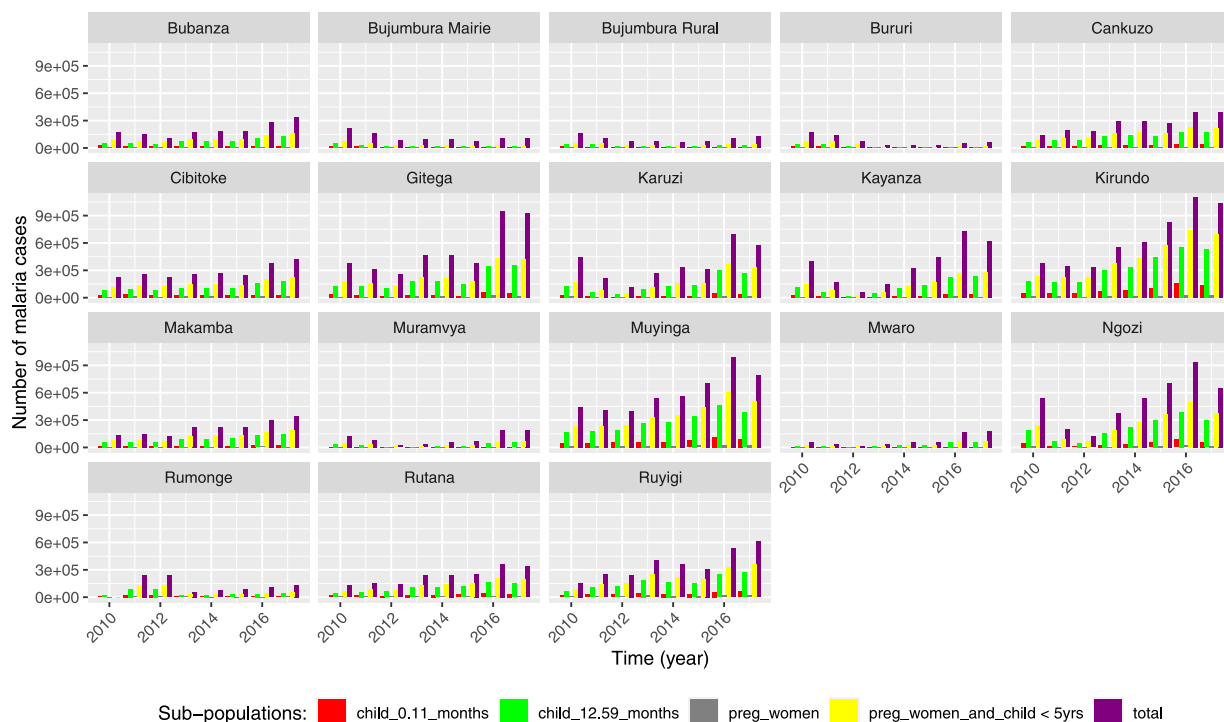 Bubanza Bujumbura Mairie Bujumbura Rural Bururi Cankuzo
9e+05
6e+05
3e+05
0e+00
Cibitoke Gitega Karuzi Kayanza Kirundo
9e+05
6e+05
3e+05
0e+00
Number of malaria cases
Makamba Muramvya Muyinga Mwaro Ngozi
9e+05
6e+05
3e+05
0e+00
2010 2012 2014 2016 2010 2012 2014 2016
Rumonge Rutana Ruyigi
9e+05
6e+05
3e+05
0e+00
2010 2012 2014 2016 2010 2012 2014 2016 2010 2012 2014 2016
Time (year)
Sub-populations: child_0.11_months child_12.59_months preg_women preg_women_and_child < 5yrs total